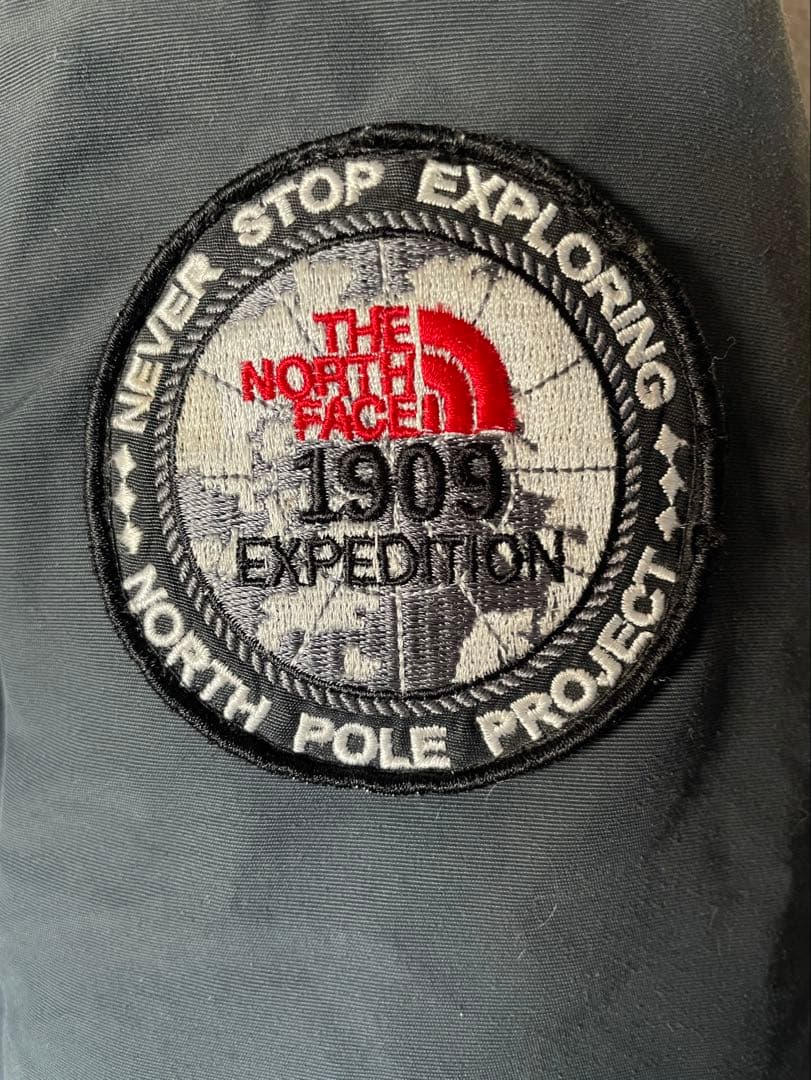 NEVER STOP EXPLORING
THE
NORTH
FACE
1909
EXPEDITION
NORTH POLE PROJECT